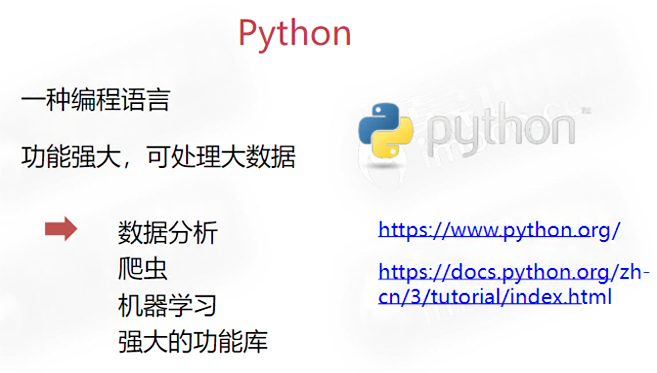 Python
一种编程语言
功能强大，可处理大数据
python™
数据分析
爬虫
机器学习
强大的功能库
https://www.python.org/
https://docs.python.org/zh-
cn/3/tutorial/index.html